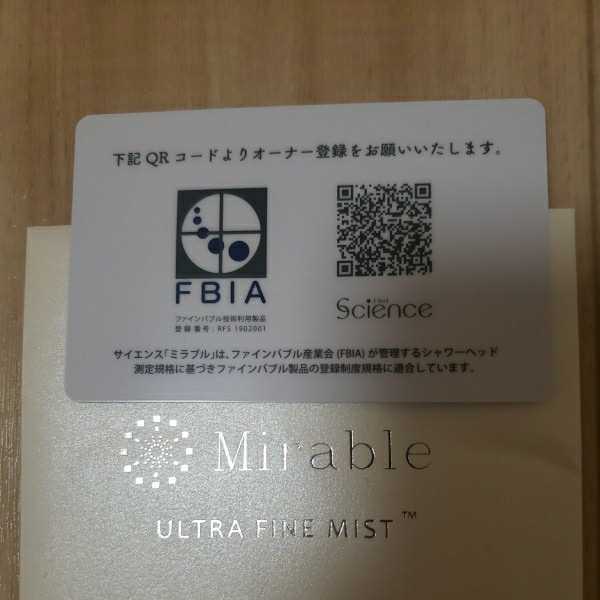 下記QRコードよりオーナー登録をお願いいたします。
FBIA
ファインバブル技術利用製品
登録番号: RFS 1902001
Science
サイエンス「ミラブル」は、ファインバブル産業会(FBIA)が管理するシャワーヘッド
測定規格に基づきファインバブル製品の登録制度規格に適合しています。
Mirable
ULTRA FINE MIST™